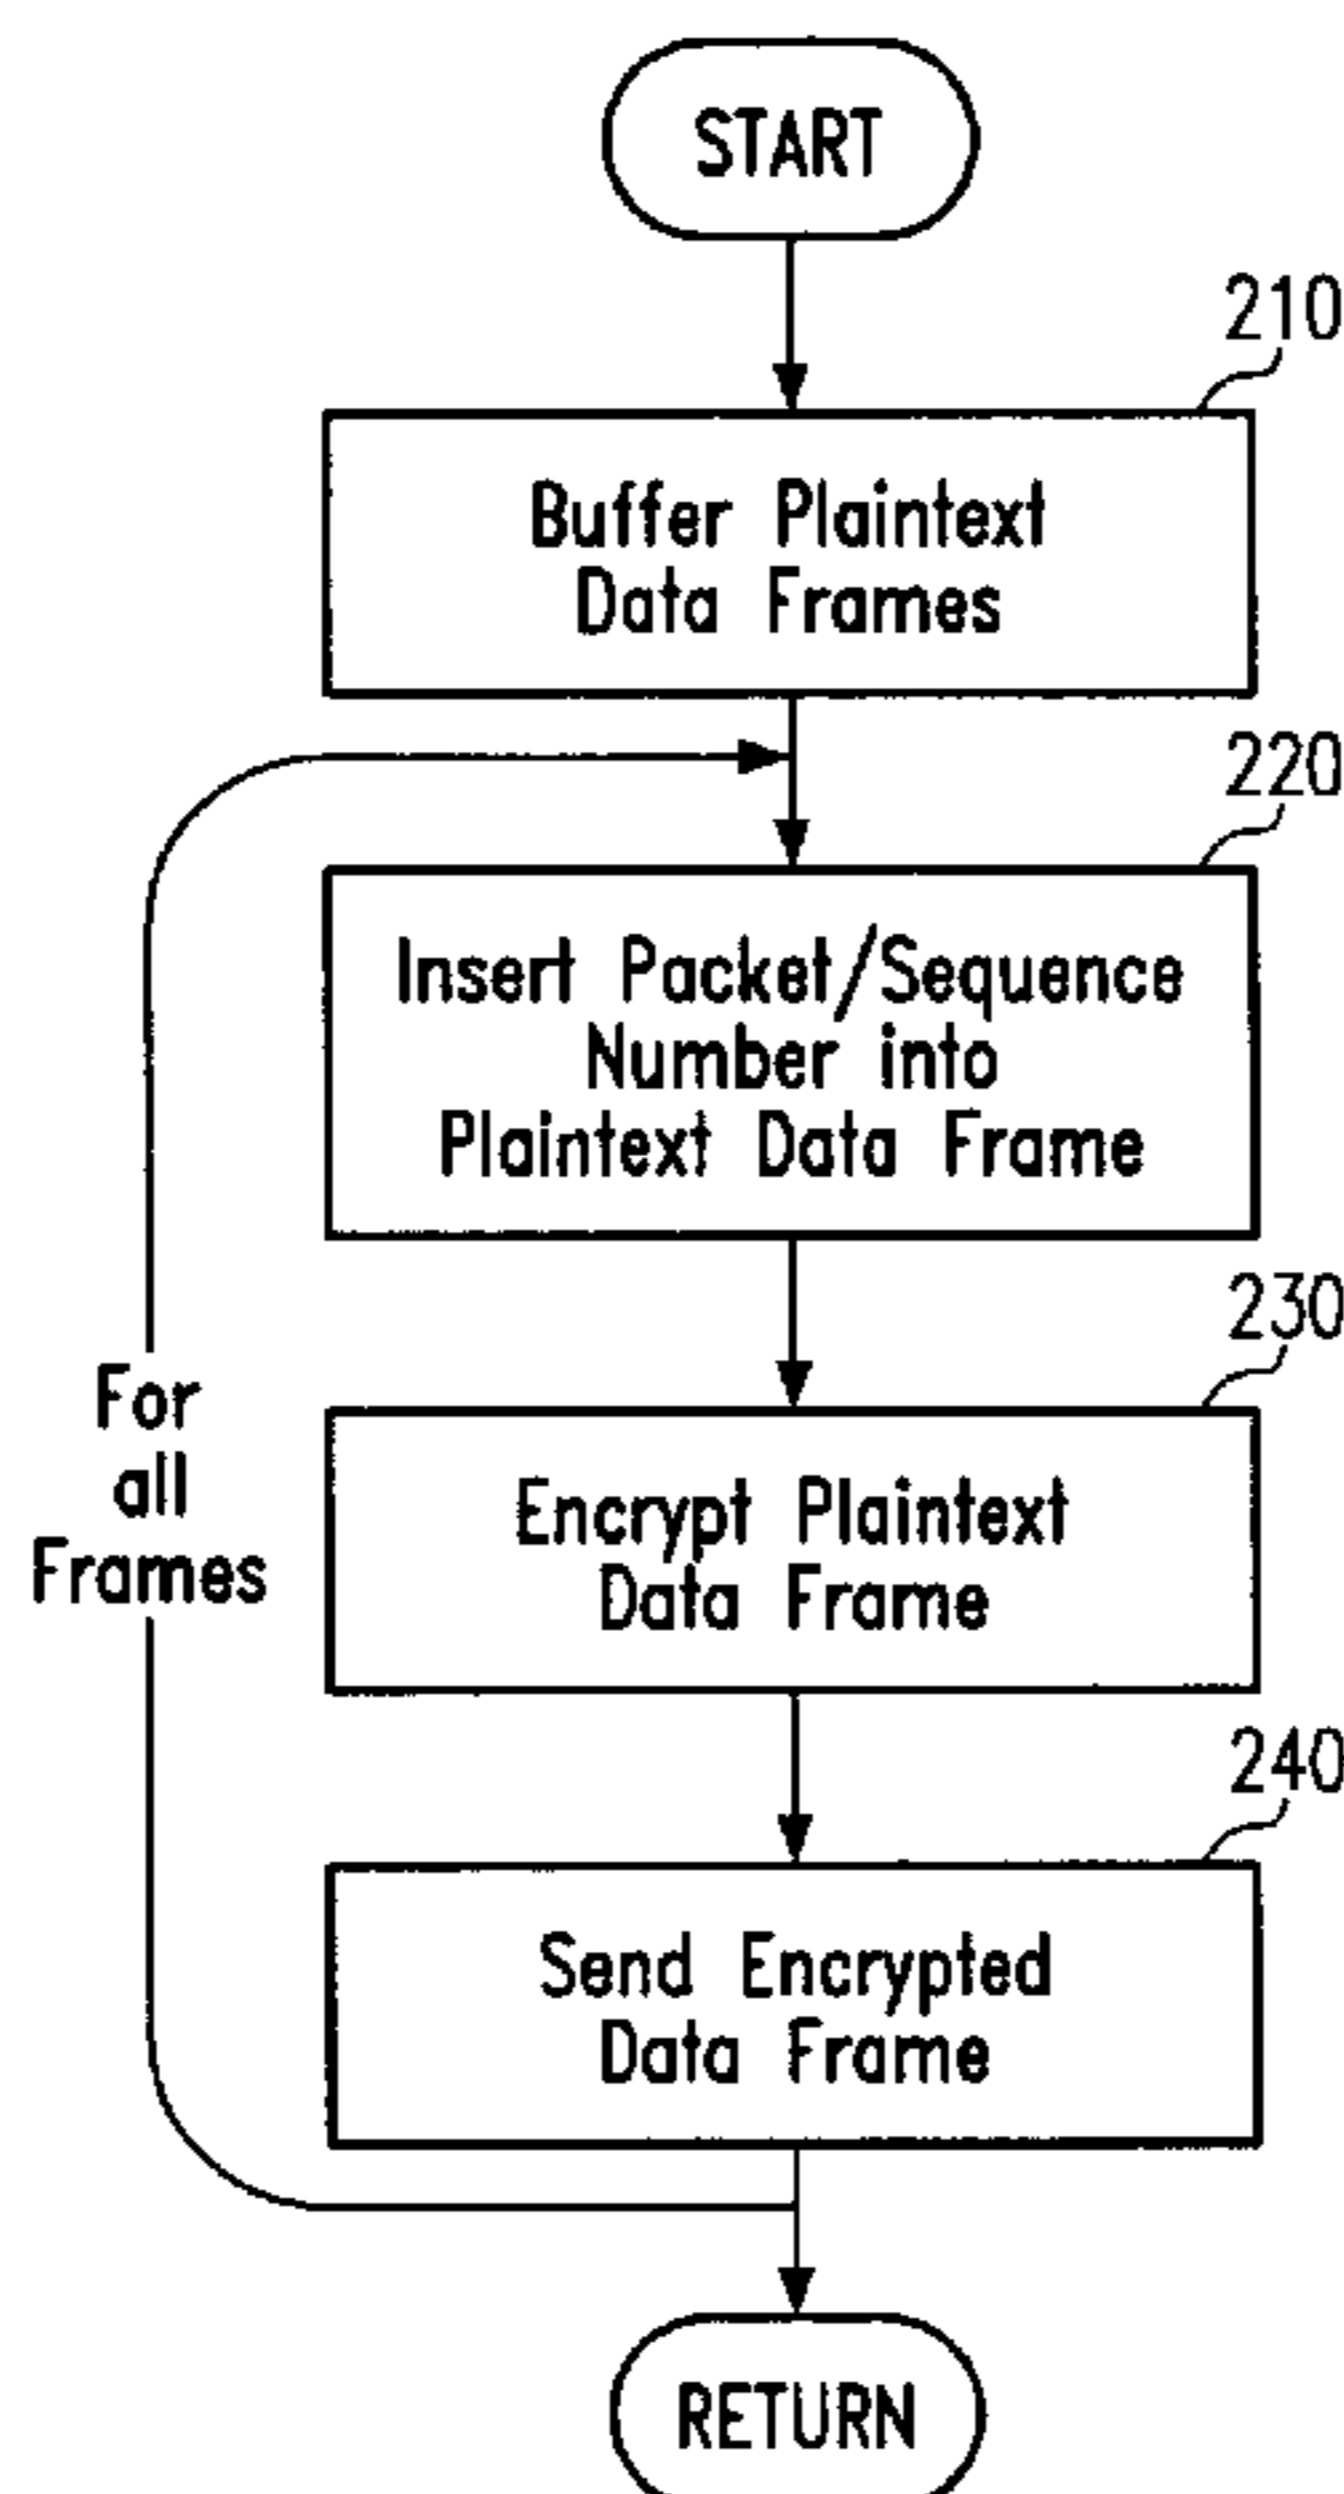 START
210
Buffer Plaintext
Data Frames
220
Insert Packet/Sequence
Number into
Plaintext Data Frame
230
For
all
Frames
Encrypt Plaintext
Data Frame
240
Send Encrypted
Data Frame
RETURN